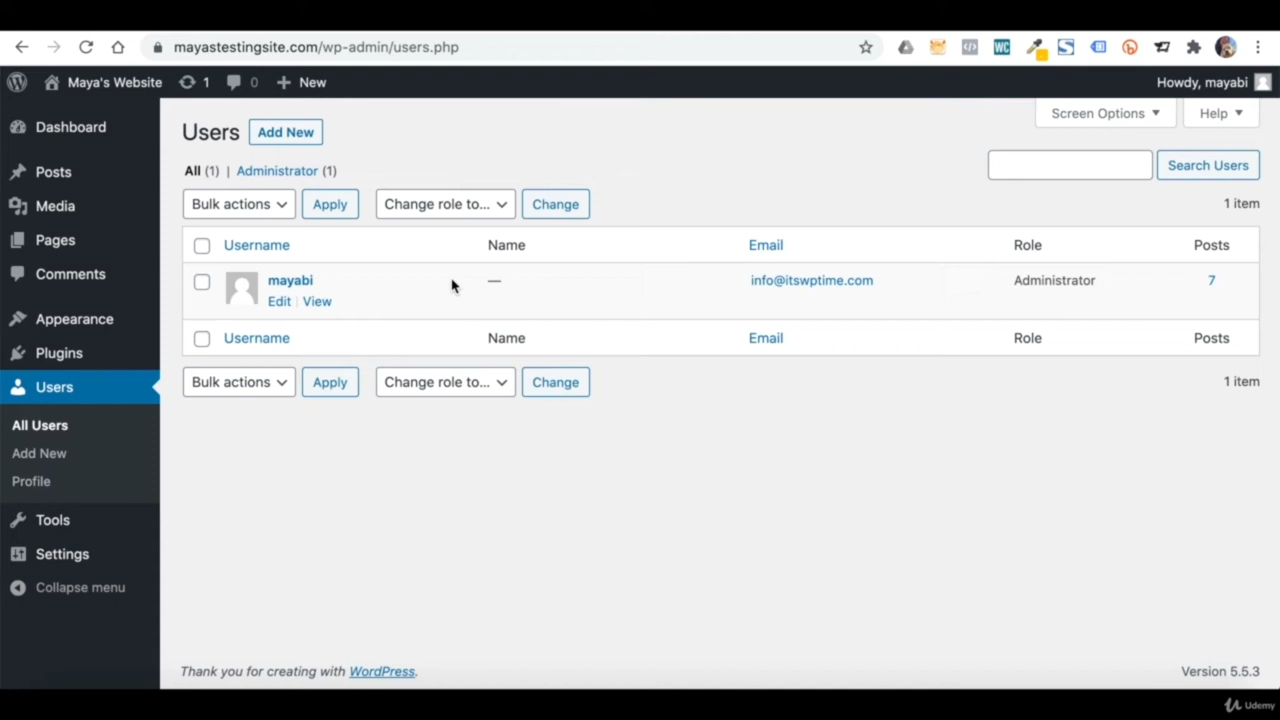 mayastestingsite.com/wp-admin/users.php
WC
Maya's Website 1 0 New
Howdy, mayabi
Dashboard
Posts
Media
Pages
Comments
Appearance
Plugins
Users
All Users
Add New
Profile
Tools
Settings
Collapse menu
Screen Options Help
Users Add New
All (1) | Administrator (1)
Search Users
Bulk actions Apply Change role to... Change
1 item
Username Name Email Role Posts
mayabi — info@itswptime.com Administrator 7
Edit | View
Username Name Email Role Posts
Bulk actions Apply Change role to... Change
1 item
Thank you for creating with WordPress.
Version 5.5.3
Udemy